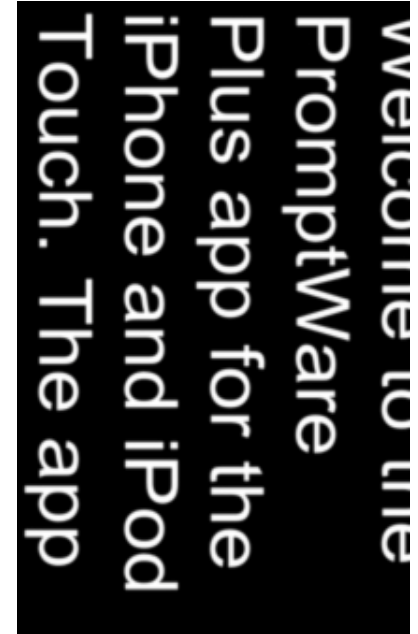 Welcome to the
PromptWare
Plus app for the
iPhone and iPod
Touch. The app